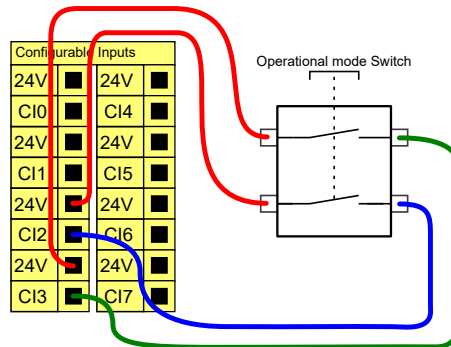 Configurable Inputs
Operational mode Switch
24V 24V
CI0 CI4
24V 24V
CI1 CI5
24V 24V
CI2 CI6
24V 24V
CI3 CI7